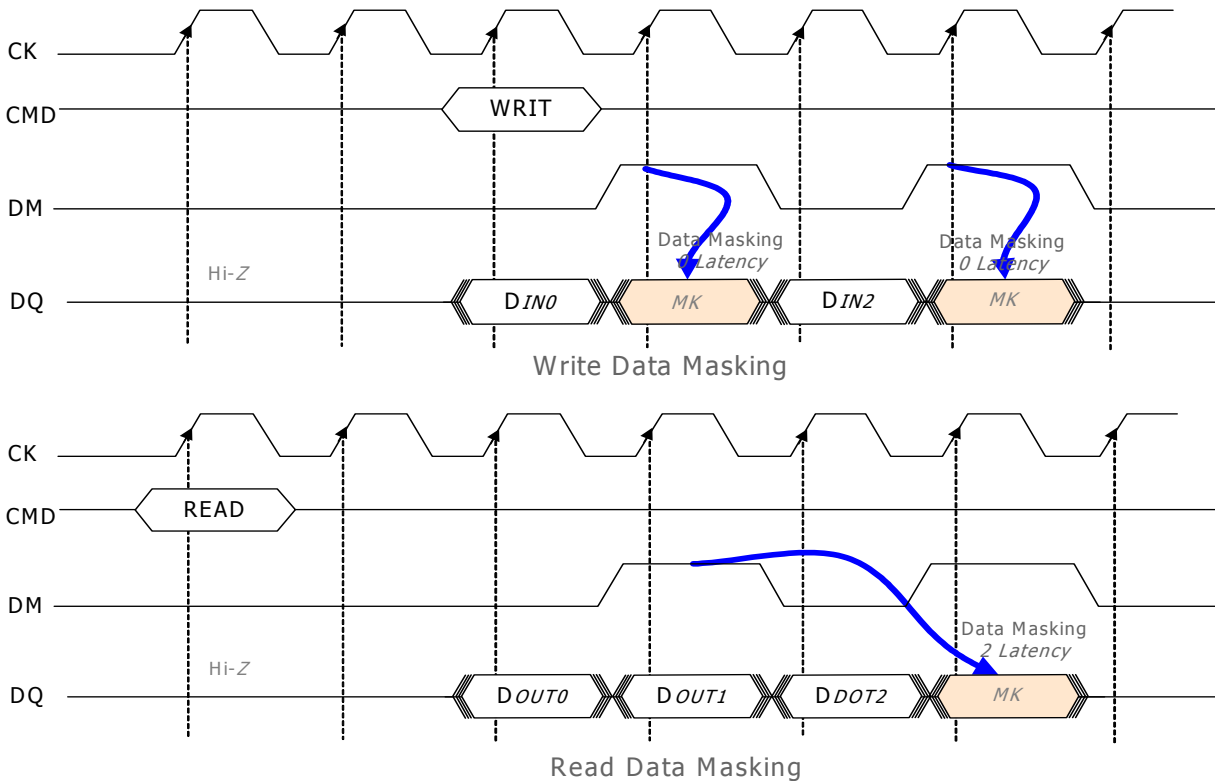 CK
CMD
WRIT
DM
Data Masking
0 Latency
Data Masking
0 Latency
Hi-Z
DQ
DIN0
MK
DIN2
MK
Write Data Masking
CK
CMD
READ
DM
Data Masking
2 Latency
Hi-Z
DQ
DOUT0
DOUT1
DDOT2
MK
Read Data Masking